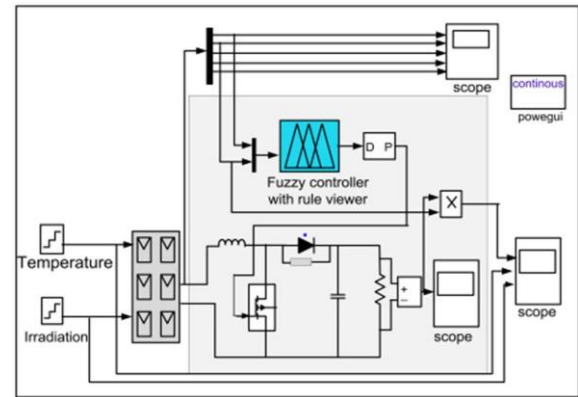 scope
continous
powegui
D P
Fuzzy controller
with rule viewer
X
Temperature
+
−
Irradiation
scope
scope